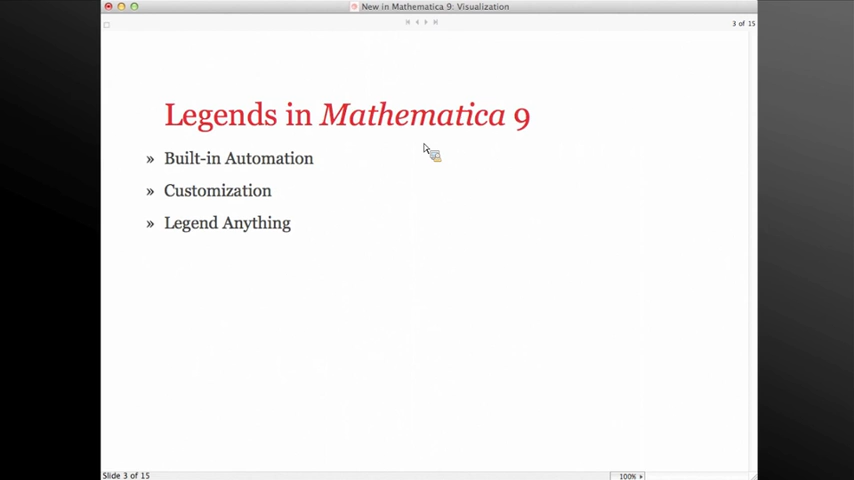 New in Mathematica 9: Visualization
3 of 15
Legends in Mathematica 9
» Built-in Automation
» Customization
» Legend Anything
Slide 3 of 15
100%